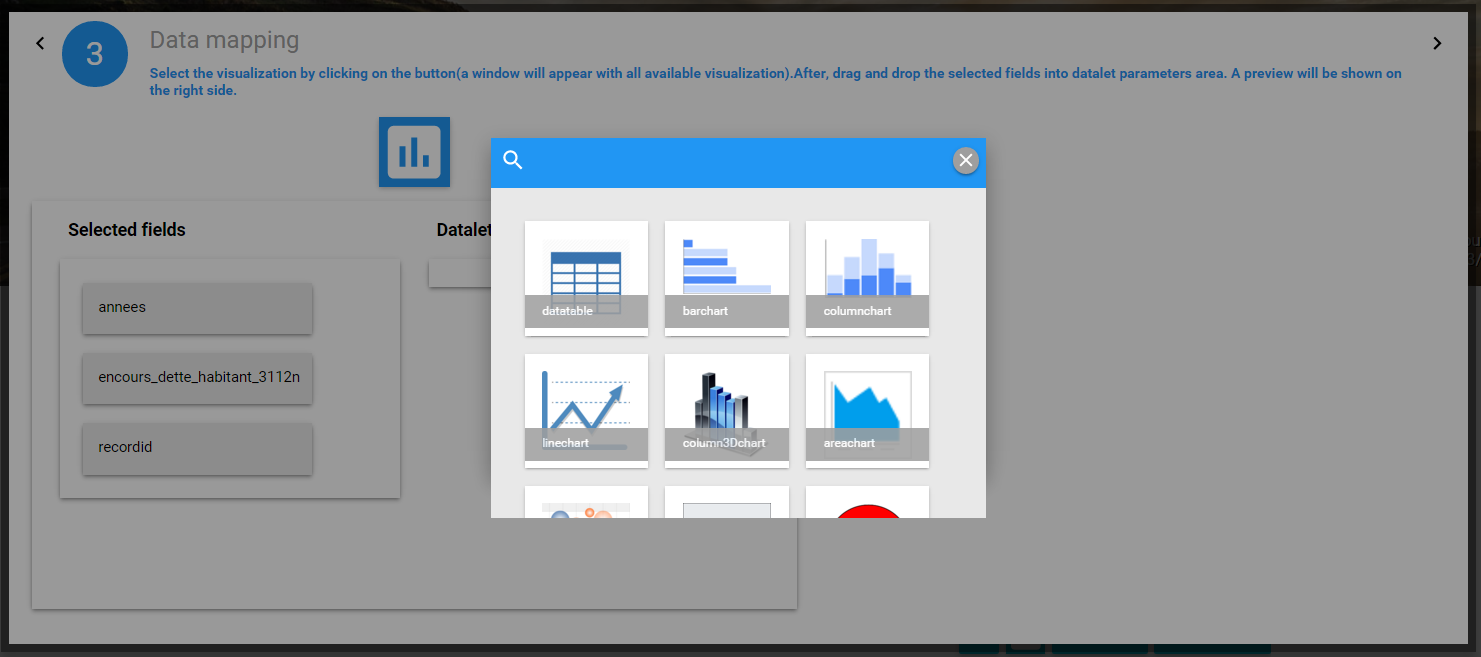 3
Data mapping
Select the visualization by clicking on the button(a window will appear with all available visualization).After, drag and drop the selected fields into datalet parameters area. A preview will be shown on
the right side.
Selected fields
Datalet
annees
encours_dette_habitant_3112n
recordid
datatable
barchart
columnchart
linechart
column3Dchart
areachart